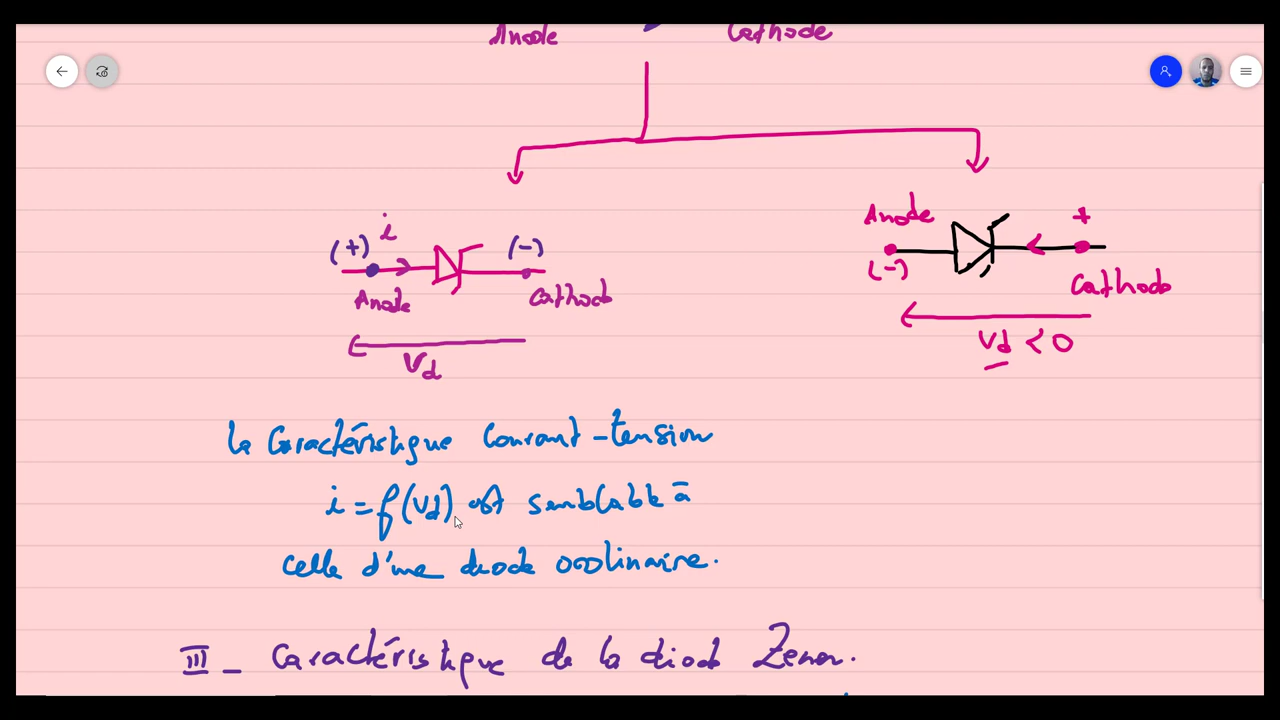 Anode Cathode
(+) i (-)
Anode Cathode
Vd
Anode +
(-) Cathode
Vd < 0
la Caractéristique Courant-tension
i = f(Vd) est semblable à
celle d'une diode ordinaire.
III - Caractéristique de la diode Zener.